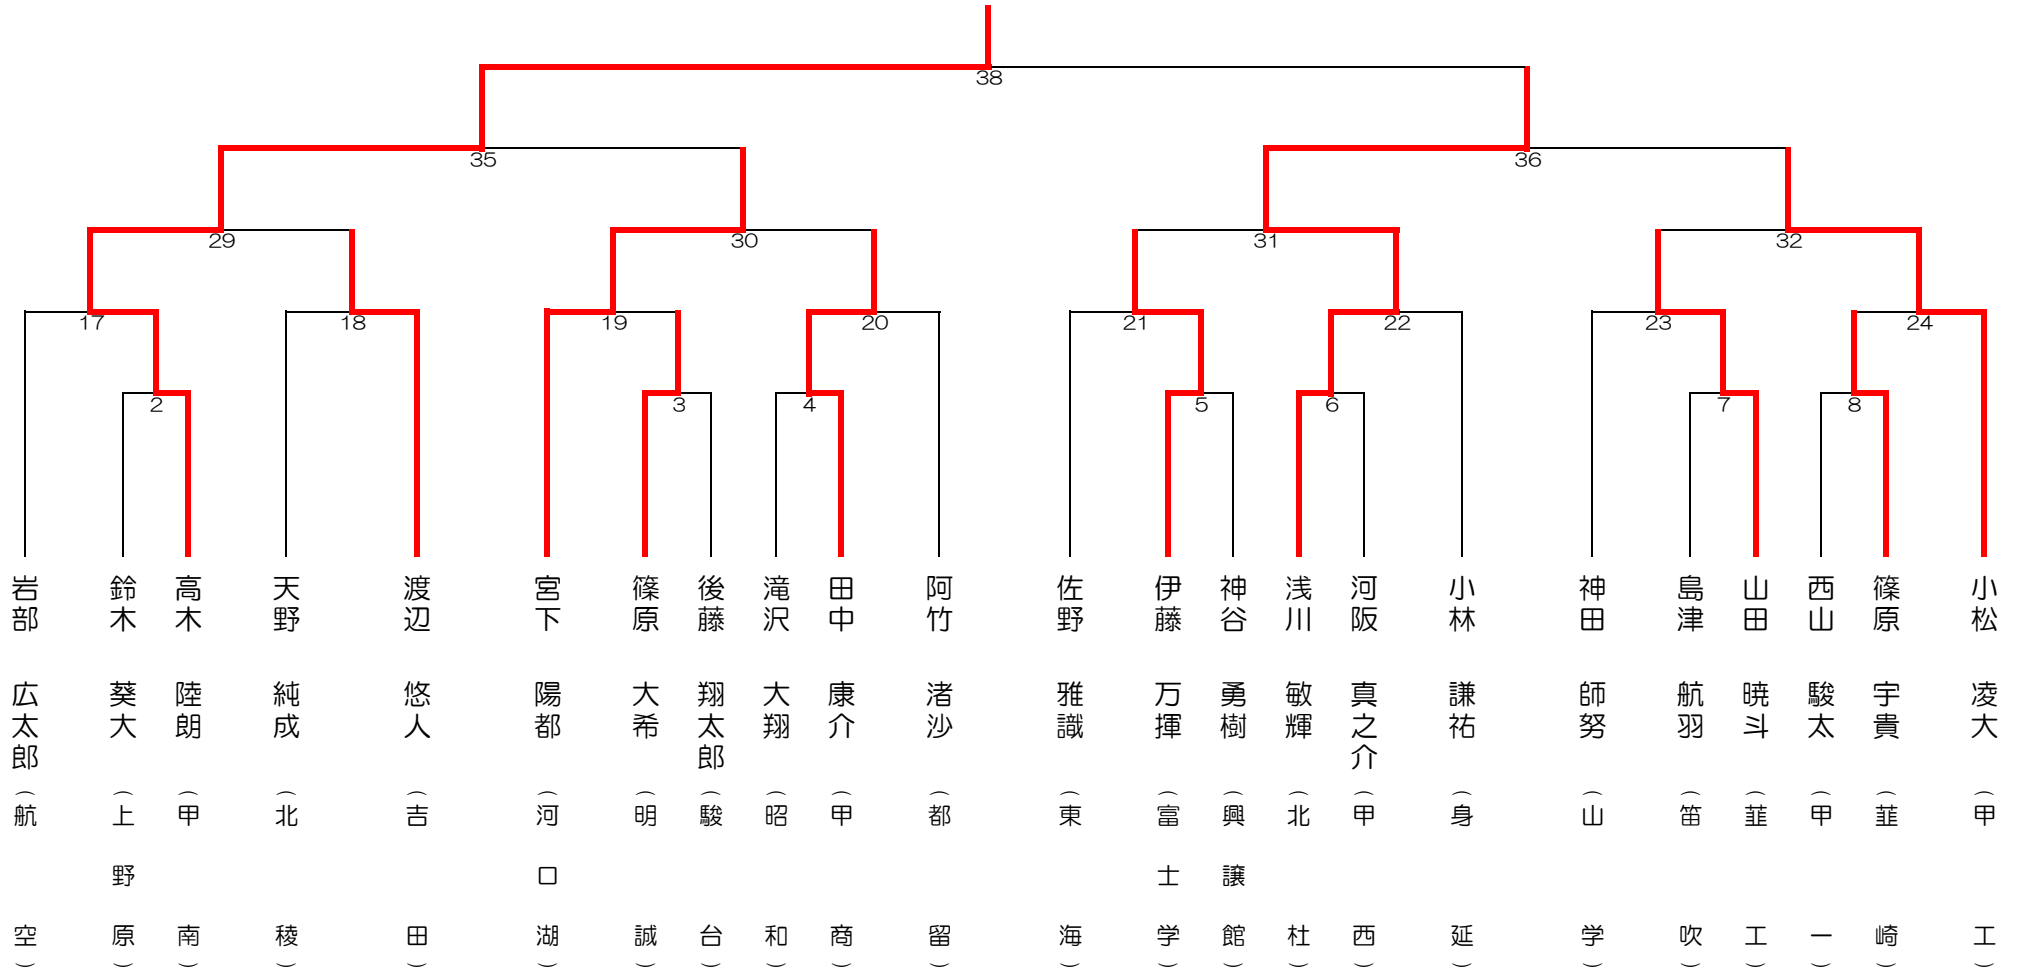 38
35
36
29
30
31
32
17
18
19
20
21
22
23
24
2
3
4
5
6
7
8
岩部 広太郎 (航空)
鈴木 葵大 (上野原)
高木 陸朗 (甲南)
天野 純成 (北稜)
渡辺 悠人 (吉田)
宮下 陽都 (河口湖)
篠原 大希 (明誠)
後藤 翔太郎 (駿台)
滝沢 大翔 (昭和)
田中 康介 (甲商)
阿竹 渚沙 (都留)
佐野 雅識 (東海)
伊藤 万揮 (富士学)
神谷 勇樹 (興譲館)
浅川 敏輝 (北杜)
河阪 真之介 (甲西)
小林 謙祐 (身延)
神田 師努 (山学)
島津 航羽 (笛吹)
山田 暁斗 (韮工)
西山 駿太 (甲一)
篠原 宇貴 (韮崎)
小松 凌大 (甲工)